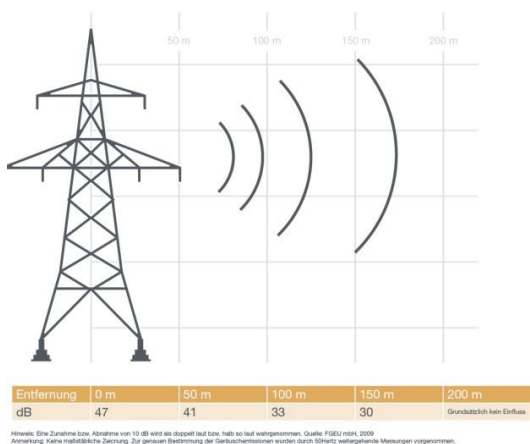 50 m 100 m 150 m 200 m
Entfernung 0 m 50 m 100 m 150 m 200 m
dB 47 41 33 30 Grundsätzlich kein Einfluss
Hinweis: Eine Zunahme bzw. Abnahme von 10 dB wird als doppelt laut bzw. halb so laut wahrgenommen. Quelle: FGEU mbH, 2009
Anmerkung: Keine maßstäbliche Zeichnung. Zur genauen Bestimmung der Geräuschemissionen wurden durch 50Hertz weitergehende Messungen vorgenommen.